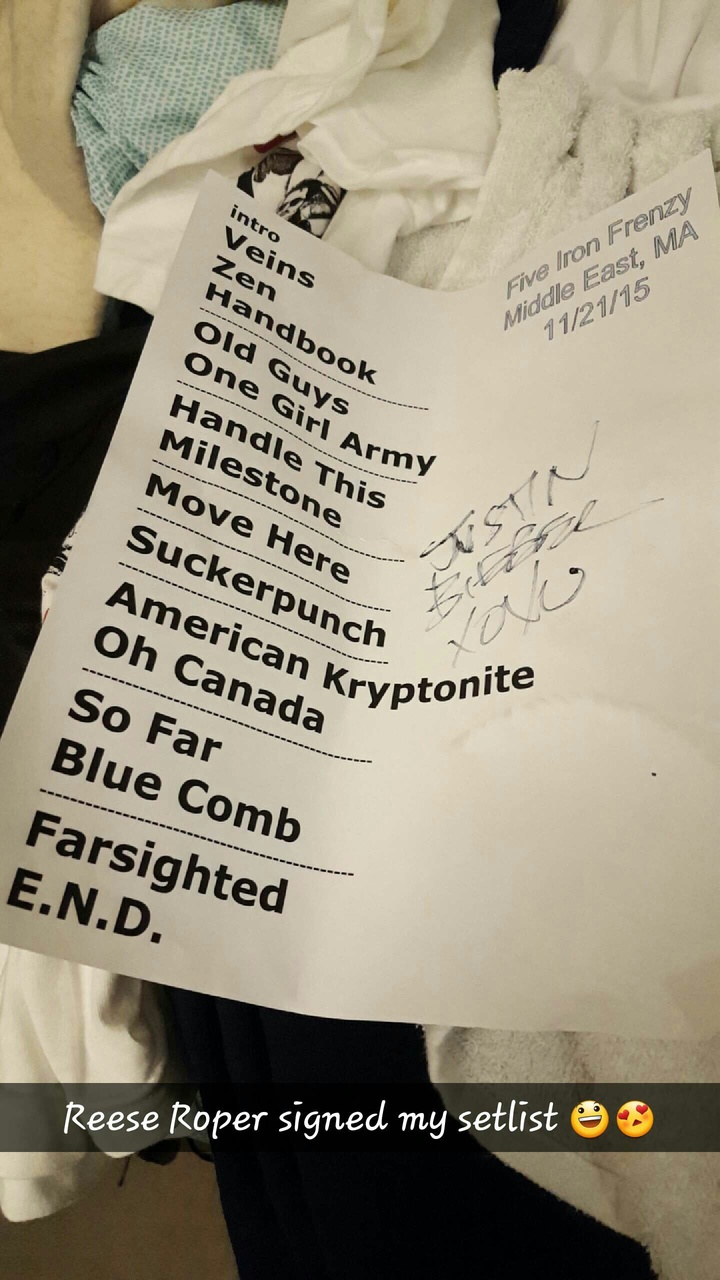 Five Iron Frenzy
Middle East, MA
11/21/15
intro
Veins
Zen
Handbook
Old Guys
One Girl Army
Handle This
Milestone
Move Here
Suckerpunch
American Kryptonite
Oh Canada
So Far
Blue Comb
Farsighted
E.N.D.
JUSTIN
BIEBER
XOXO
Reese Roper signed my setlist 😃😍